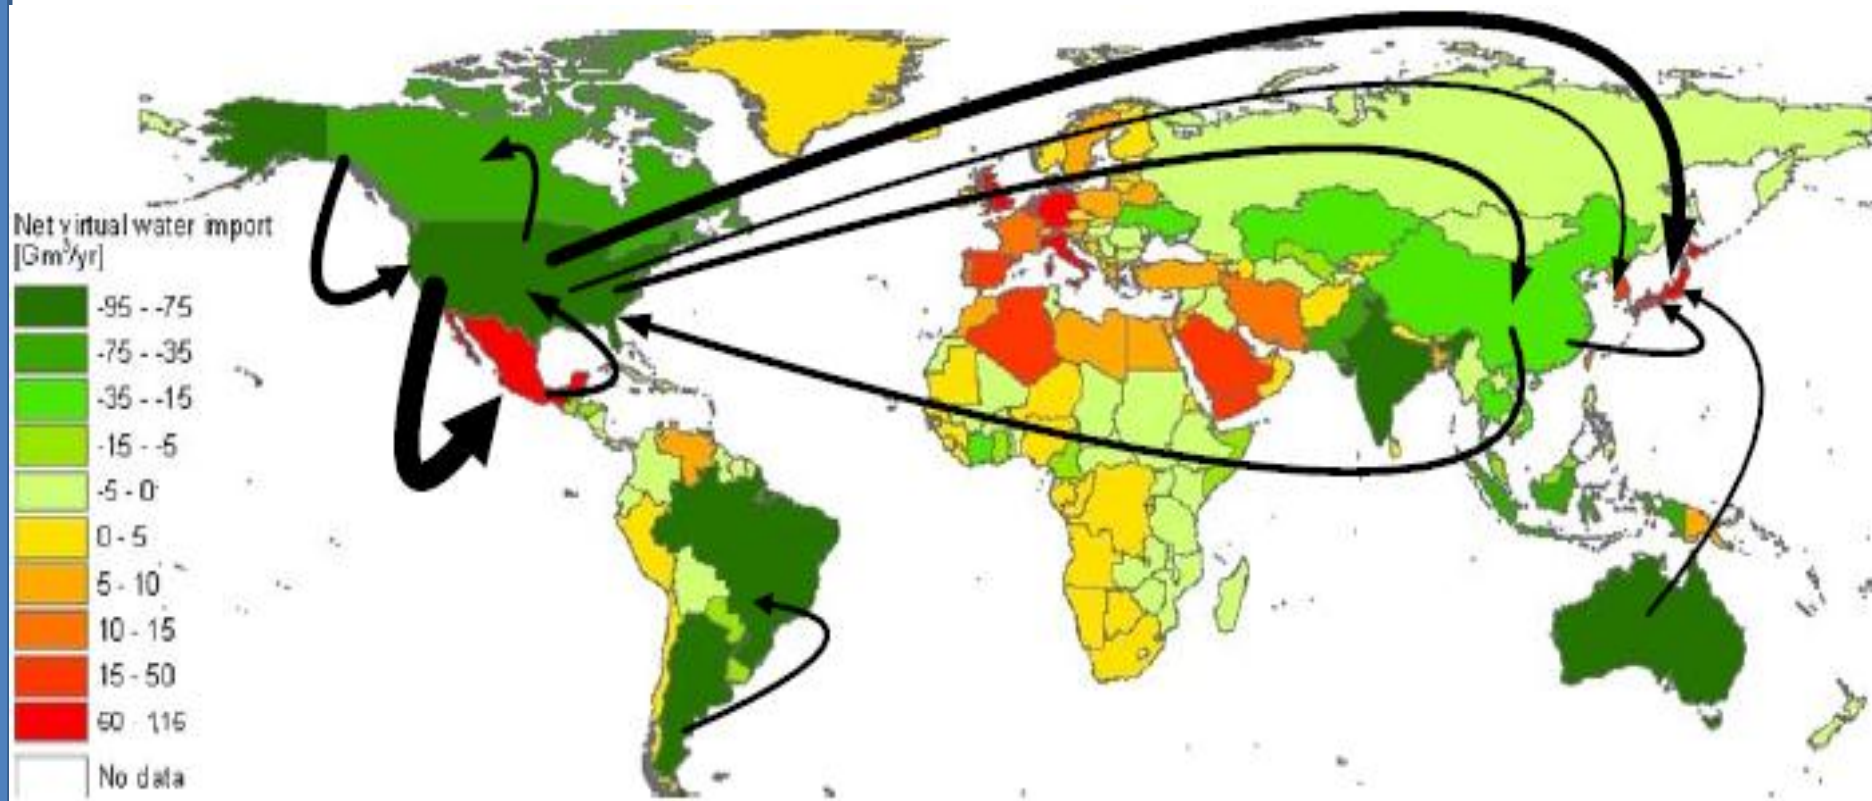 Net virtual water import
[Gm³/yr]
-95 - -75
-75 - -35
-35 - -15
-15 - -5
-5 - 0
0 - 5
5 - 10
10 - 15
15 - 50
60 - 115
No data